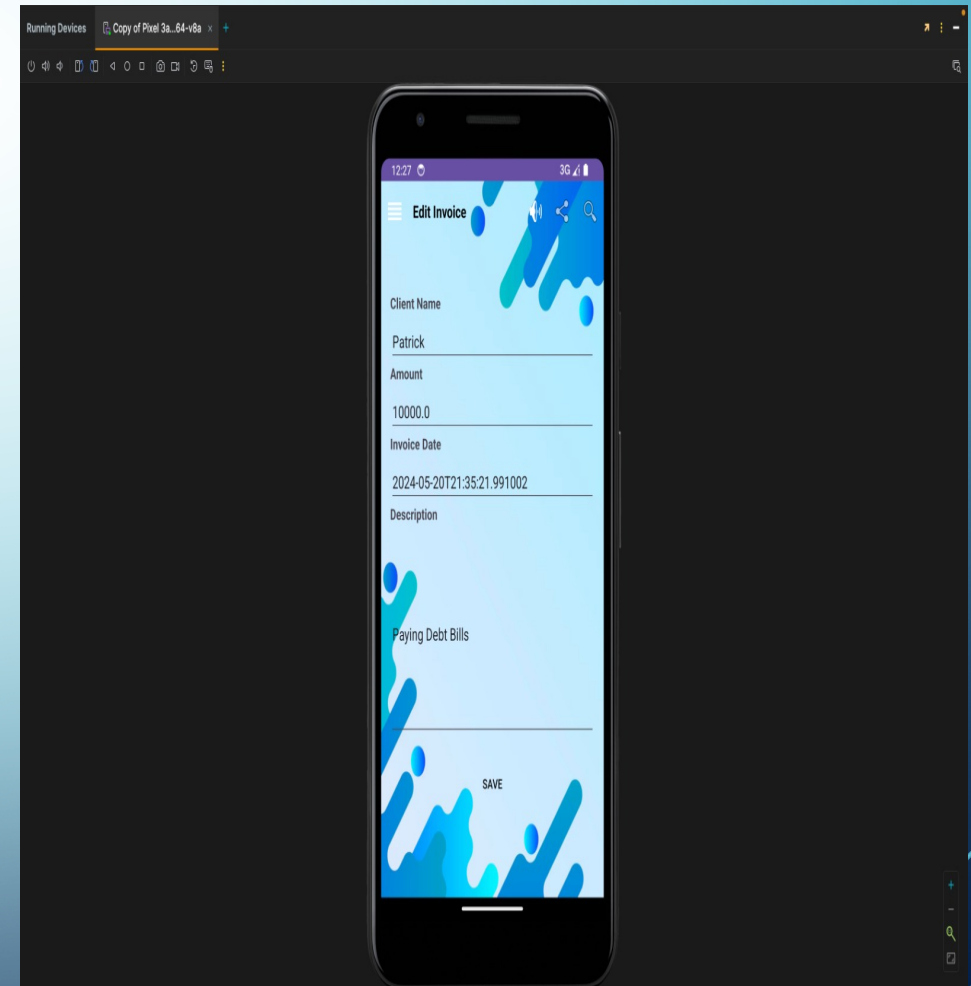 Running Devices
Copy of Pixel 3a...64-v8a
12:27
3G
Edit Invoice
Client Name
Patrick
Amount
10000.0
Invoice Date
2024-05-20T21:35:21.991002
Description
Paying Debt Bills
SAVE